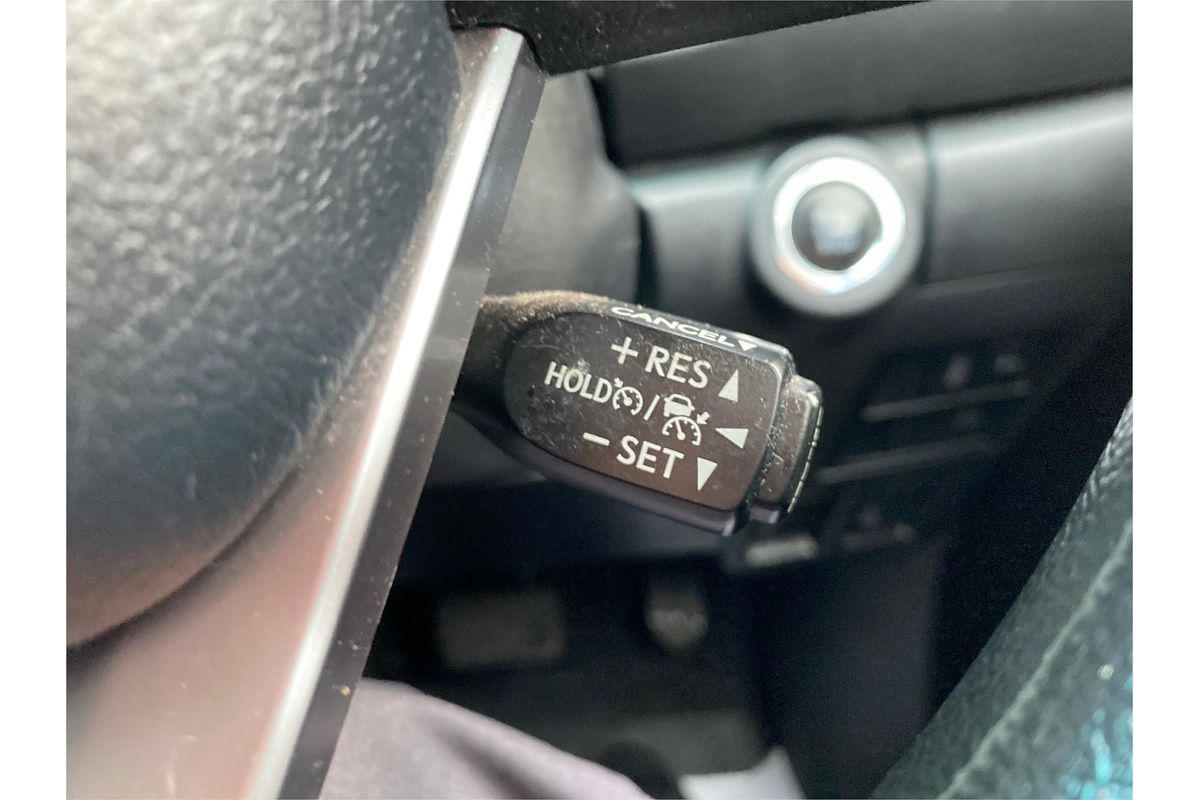 CANCEL
+ RES
HOLD /
− SET